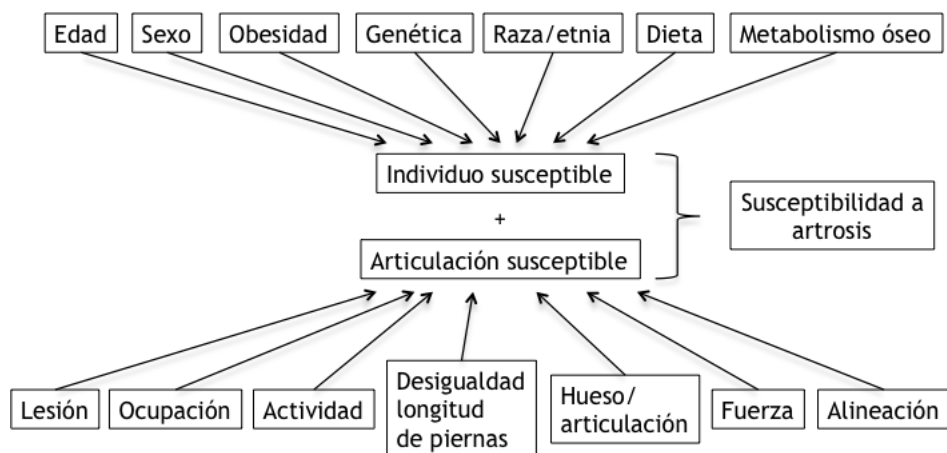 Edad
Sexo
Obesidad
Genética
Raza/etnia
Dieta
Metabolismo óseo
Individuo susceptible
+
Articulación susceptible
Susceptibilidad a
artrosis
Lesión
Ocupación
Actividad
Desigualdad
longitud
de piernas
Hueso/
articulación
Fuerza
Alineación